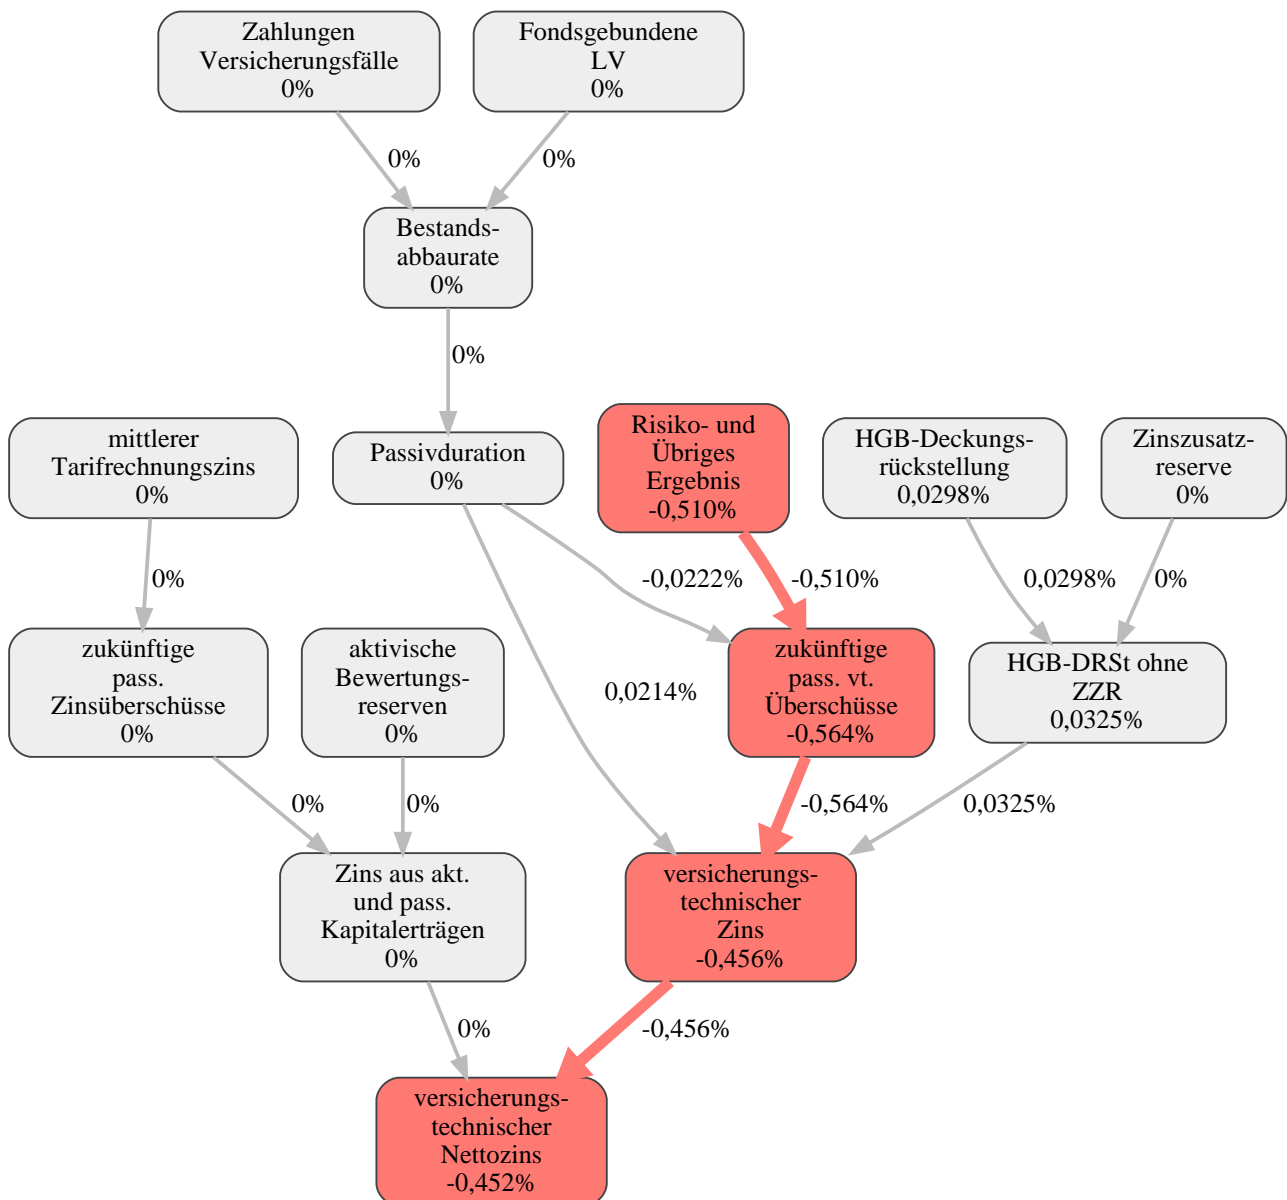 Zahlungen
Versicherungsfälle
0%
Fondsgebundene
LV
0%
0%
0%
Bestands-
abbaurate
0%
0%
mittlerer
Tarifrechnungszins
0%
Passivduration
0%
Risiko- und
Übriges
Ergebnis
-0,510%
HGB-Deckungs-
rückstellung
0,0298%
Zinszusatz-
reserve
0%
0%
-0,0222%
-0,510%
0,0298%
0%
zukünftige
pass.
Zinsüberschüsse
0%
aktivische
Bewertungs-
reserven
0%
0,0214%
zukünftige
pass. vt.
Überschüsse
-0,564%
HGB-DRSt ohne
ZZR
0,0325%
0%
0%
-0,564%
0,0325%
Zins aus akt.
und pass.
Kapitalerträgen
0%
versicherungs-
technischer
Zins
-0,456%
0%
-0,456%
versicherungs-
technischer
Nettozins
-0,452%